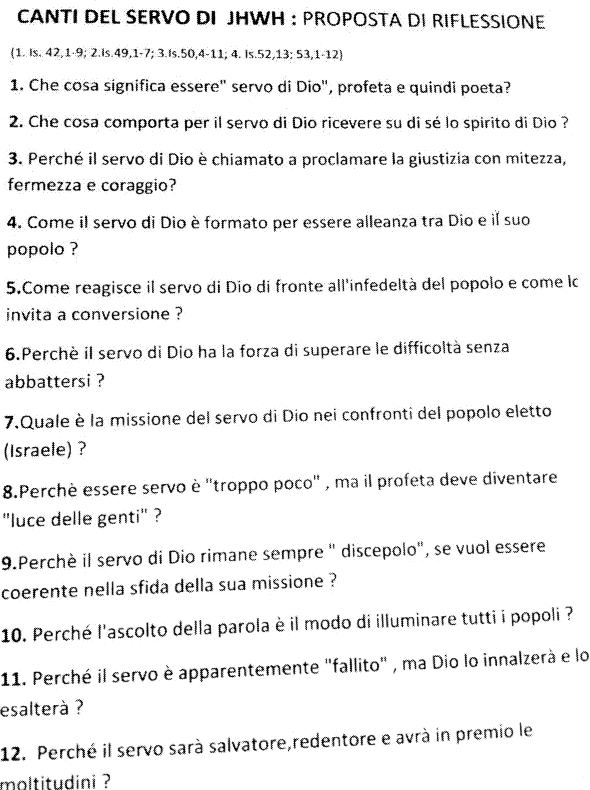 CANTI DEL SERVO DI JHWH : PROPOSTA DI RIFLESSIONE
(1. Is. 42,1-9; 2.Is.49,1-7; 3.Is.50,4-11; 4. Is.52,13; 53,1-12)
1. Che cosa significa essere" servo di Dio", profeta e quindi poeta?
2. Che cosa comporta per il servo di Dio ricevere su di sé lo spirito di Dio ?
3. Perché il servo di Dio è chiamato a proclamare la giustizia con mitezza,
fermezza e coraggio?
4. Come il servo di Dio è formato per essere alleanza tra Dio e il suo
popolo ?
5.Come reagisce il servo di Dio di fronte all'infedeltà del popolo e come lo
invita a conversione ?
6.Perchè il servo di Dio ha la forza di superare le difficoltà senza
abbattersi ?
7.Quale è la missione del servo di Dio nei confronti del popolo eletto
(Israele) ?
8.Perchè essere servo è "troppo poco" , ma il profeta deve diventare
"luce delle genti" ?
9.Perchè il servo di Dio rimane sempre " discepolo", se vuol essere
coerente nella sfida della sua missione ?
10. Perché l'ascolto della parola è il modo di illuminare tutti i popoli ?
11. Perché il servo è apparentemente "fallito" , ma Dio lo innalzerà e lo
esalterà ?
12. Perché il servo sarà salvatore,redentore e avrà in premio le
moltitudini ?